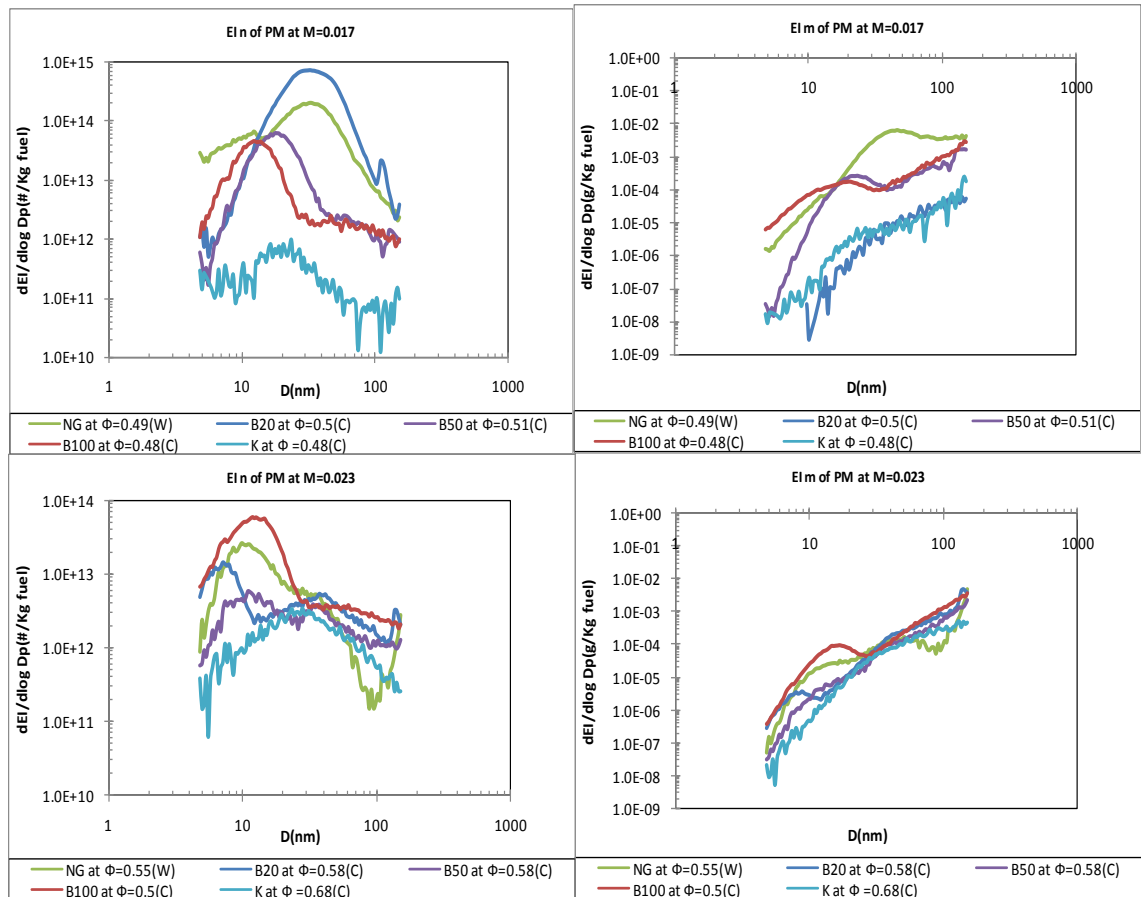 EI n of PM at M=0.017
dEI/dlog Dp(#/Kg fuel)
1.0E+15
1.0E+14
1.0E+13
1.0E+12
1.0E+11
1.0E+10
1 10 100 1000
D(nm)
NG at Φ=0.49(W) B20 at Φ=0.5(C) B50 at Φ=0.51(C)
B100 at Φ=0.48(C) K at Φ =0.48(C)
EI m of PM at M=0.017
dEI/dlog Dp(g/Kg fuel)
1.0E+00
1.0E-01
1.0E-02
1.0E-03
1.0E-04
1.0E-05
1.0E-06
1.0E-07
1.0E-08
1.0E-09
1 10 100 1000
D(nm)
NG at Φ=0.49(W) B20 at Φ=0.5(C) B50 at Φ=0.51(C)
B100 at Φ=0.48(C) K at Φ =0.48(C)
EI n of PM at M=0.023
dEI/dlog Dp(#/Kg fuel)
1.0E+14
1.0E+13
1.0E+12
1.0E+11
1.0E+10
1 10 100 1000
D(nm)
NG at Φ=0.55(W) B20 at Φ=0.58(C) B50 at Φ=0.58(C)
B100 at Φ=0.5(C) K at Φ =0.68(C)
EI m of PM at M=0.023
dEI/dlog Dp(g/Kg fuel)
1.0E+00
1.0E-01
1.0E-02
1.0E-03
1.0E-04
1.0E-05
1.0E-06
1.0E-07
1.0E-08
1.0E-09
1 10 100 1000
D(nm)
NG at Φ=0.55(W) B20 at Φ=0.58(C) B50 at Φ=0.58(C)
B100 at Φ=0.5(C) K at Φ =0.68(C)